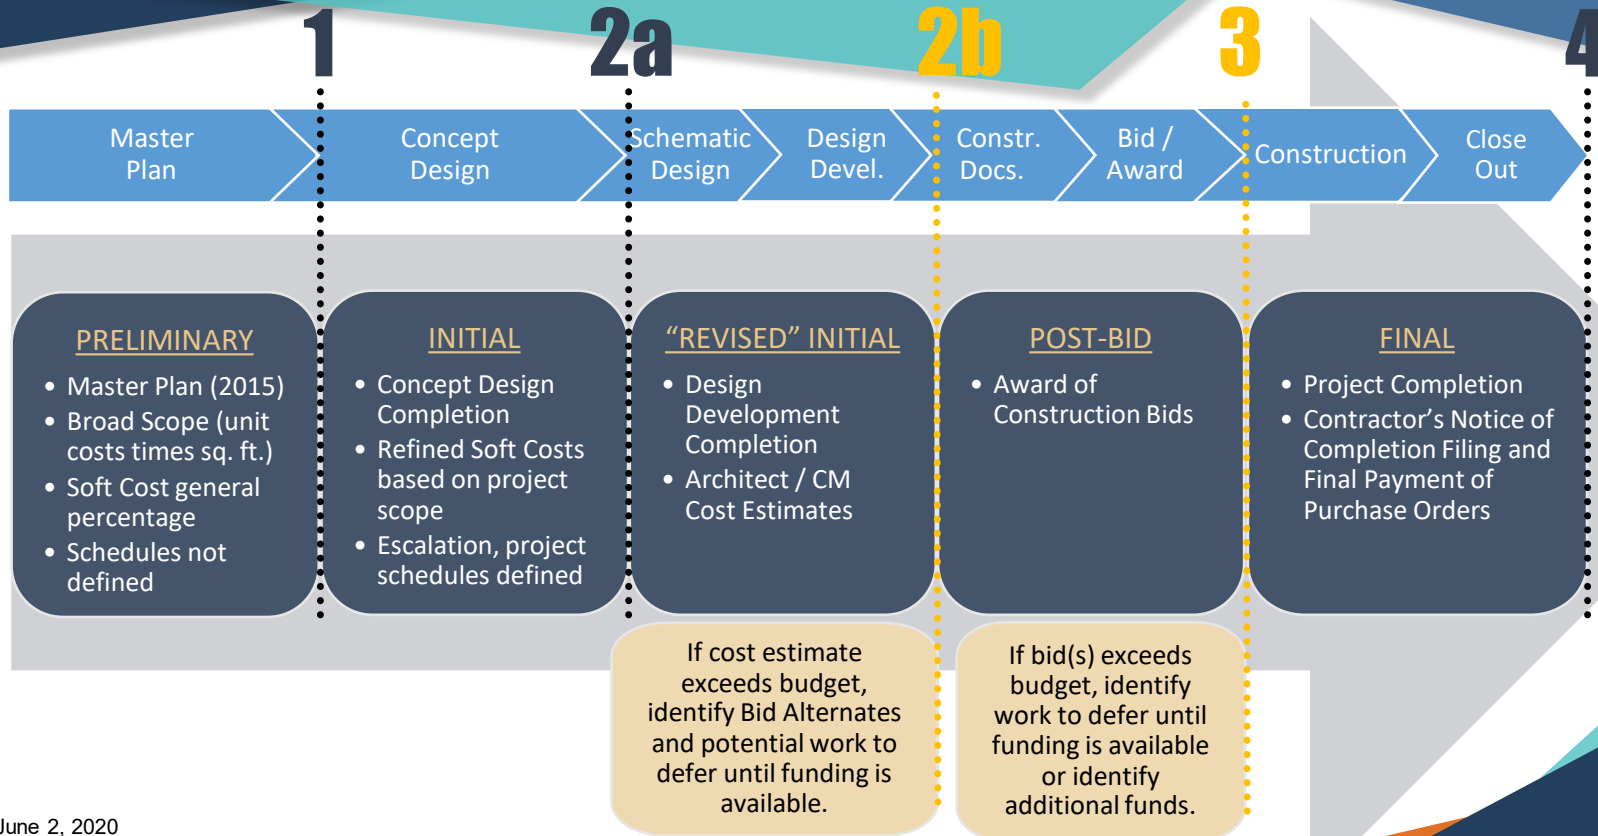 1
2a
2b
3
4
Master
Plan
Concept
Design
Schematic
Design
Design
Devel.
Constr.
Docs.
Bid /
Award
Construction
Close
Out
PRELIMINARY
• Master Plan (2015)
• Broad Scope (unit
costs times sq. ft.)
• Soft Cost general
percentage
• Schedules not
defined
INITIAL
• Concept Design
Completion
• Refined Soft Costs
based on project
scope
• Escalation, project
schedules defined
“REVISED” INITIAL
• Design
Development
Completion
• Architect / CM
Cost Estimates
POST-BID
• Award of
Construction Bids
FINAL
• Project Completion
• Contractor’s Notice of
Completion Filing and
Final Payment of
Purchase Orders
If cost estimate
exceeds budget,
identify Bid Alternates
and potential work to
defer until funding is
available.
If bid(s) exceeds
budget, identify
work to defer until
funding is available
or identify
additional funds.
June 2, 2020